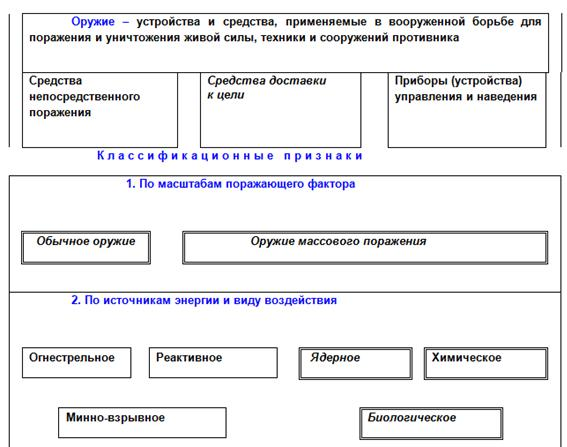 Оружие – устройства и средства, применяемые в вооруженной борьбе для
поражения и уничтожения живой силы, техники и сооружений противника
Средства
непосредственного
поражения
Средства доставки
к цели
Приборы (устройства)
управления и наведения
Классификационные признаки
1. По масштабам поражающего фактора
Обычное оружие
Оружие массового поражения
2. По источникам энергии и виду воздействия
Огнестрельное
Реактивное
Ядерное
Химическое
Минно-взрывное
Биологическое